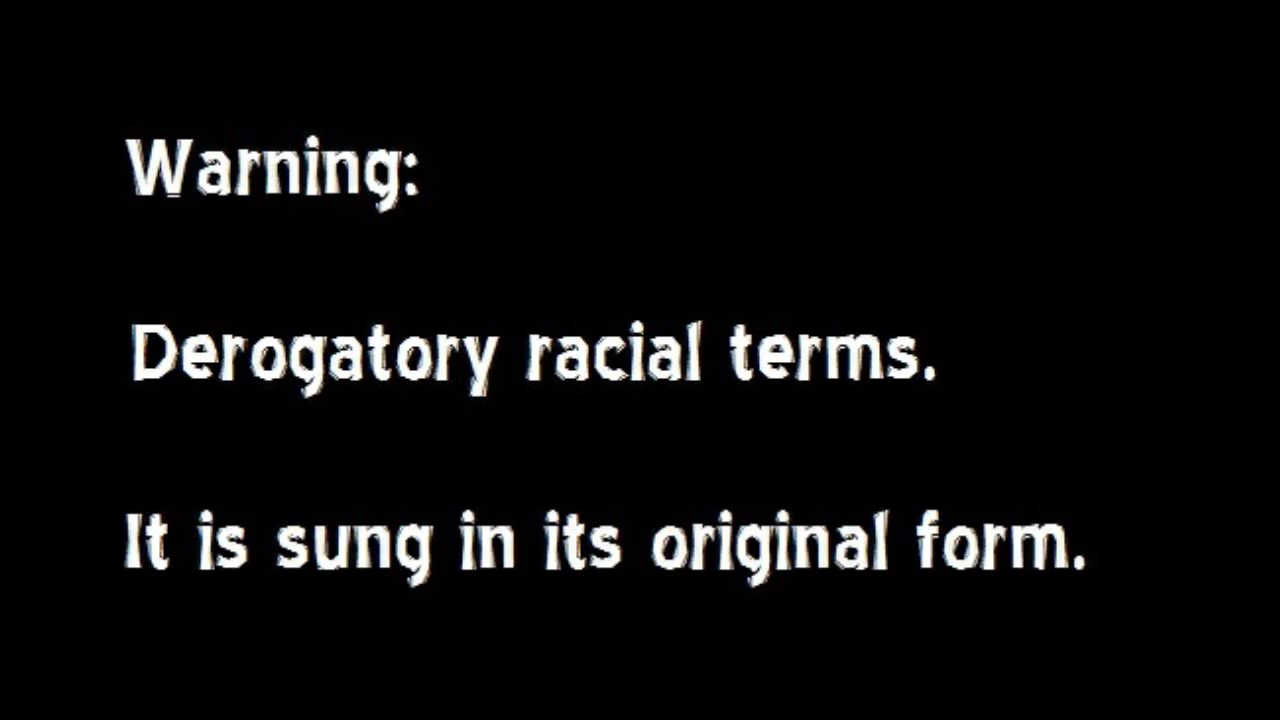 Warning:
Derogatory racial terms.
It is sung in its original form.